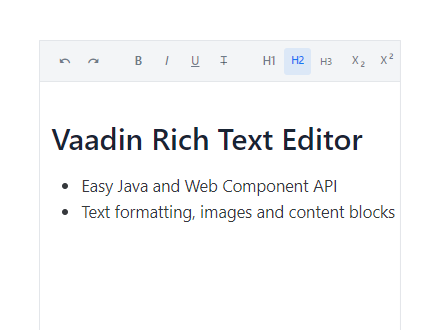 B I U T H1 H2 H3 X₂ X²
Vaadin Rich Text Editor
Easy Java and Web Component API
Text formatting, images and content blocks